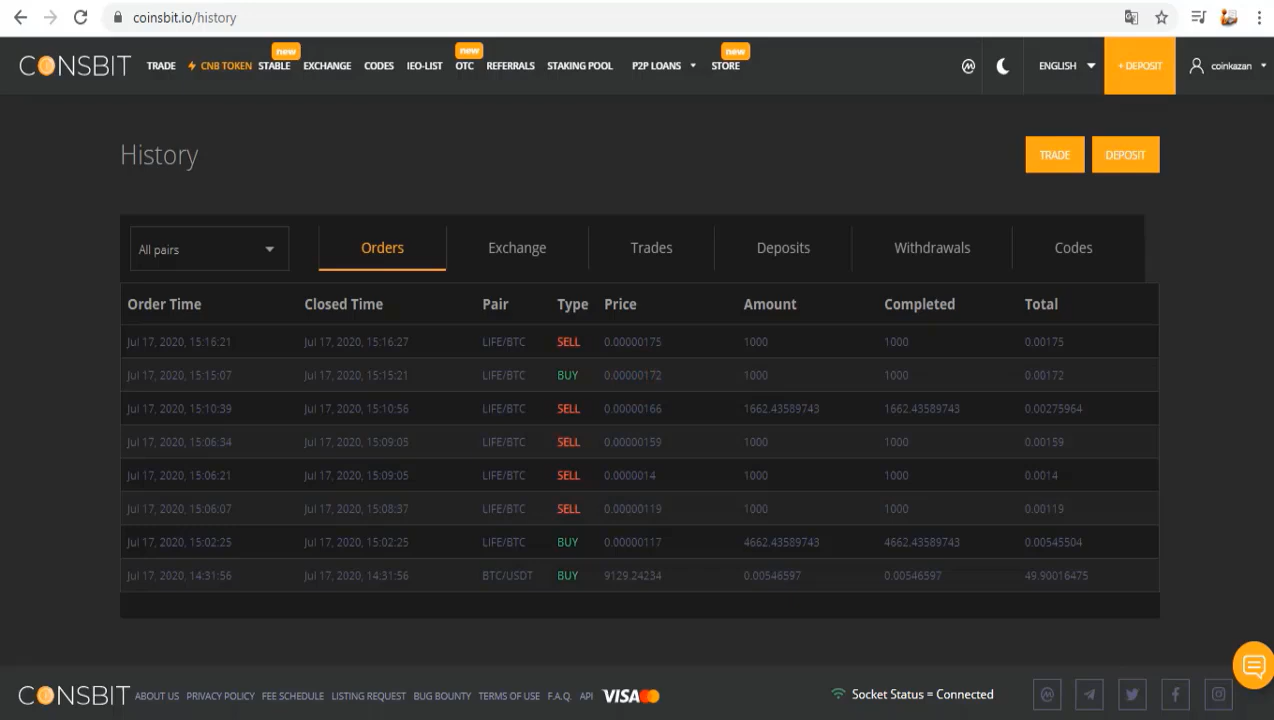 coinsbit.io/history
new new new
CONSBIT TRADE CNB TOKEN STABLE EXCHANGE CODES IEO-LIST OTC REFERRALS STAKING POOL P2P LOANS STORE ENGLISH + DEPOSIT coinkazan
History TRADE DEPOSIT
All pairs Orders Exchange Trades Deposits Withdrawals Codes
Order Time Closed Time Pair Type Price Amount Completed Total
Jul 17, 2020, 15:16:21 Jul 17, 2020, 15:16:27 LIFE/BTC SELL 0.00000175 1000 1000 0.00175
Jul 17, 2020, 15:15:07 Jul 17, 2020, 15:15:21 LIFE/BTC BUY 0.00000172 1000 1000 0.00172
Jul 17, 2020, 15:10:39 Jul 17, 2020, 15:10:56 LIFE/BTC SELL 0.00000166 1662.43589743 1662.43589743 0.00275964
Jul 17, 2020, 15:06:34 Jul 17, 2020, 15:09:05 LIFE/BTC SELL 0.00000159 1000 1000 0.00159
Jul 17, 2020, 15:06:21 Jul 17, 2020, 15:09:05 LIFE/BTC SELL 0.0000014 1000 1000 0.0014
Jul 17, 2020, 15:06:07 Jul 17, 2020, 15:08:37 LIFE/BTC SELL 0.00000119 1000 1000 0.00119
Jul 17, 2020, 15:02:25 Jul 17, 2020, 15:02:25 LIFE/BTC BUY 0.00000117 4662.43589743 4662.43589743 0.00545504
Jul 17, 2020, 14:31:56 Jul 17, 2020, 14:31:56 BTC/USDT BUY 9129.24234 0.00546597 0.00546597 49.90016475
CONSBIT ABOUT US PRIVACY POLICY FEE SCHEDULE LISTING REQUEST BUG BOUNTY TERMS OF USE F.A.Q. API VISA Socket Status = Connected